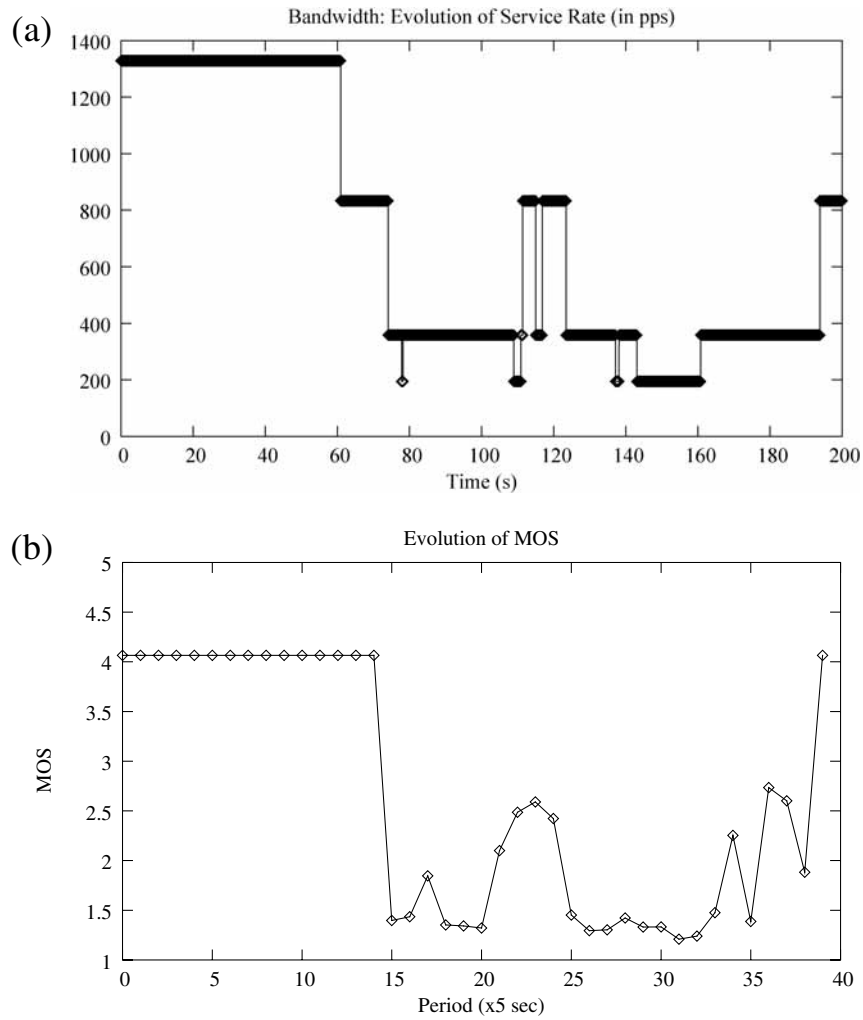 (a)
Bandwidth: Evolution of Service Rate (in pps)
1400
1200
1000
800
600
400
200
0
0 20 40 60 80 100 120 140 160 180 200
Time (s)
(b)
Evolution of MOS
MOS
5
4.5
4
3.5
3
2.5
2
1.5
1
0 5 10 15 20 25 30 35 40
Period (x5 sec)